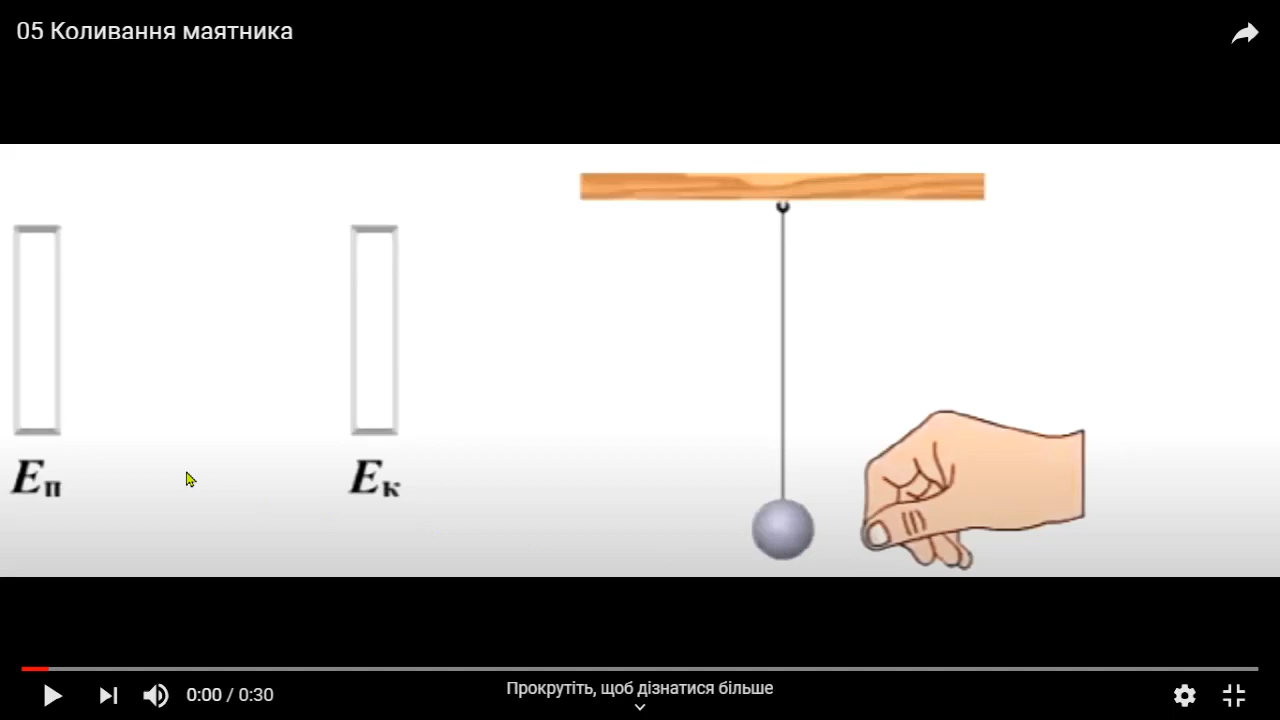 05 Коливання маятника
Eп
Eк
0:00 / 0:30
Прокрутіть, щоб дізнатися більше